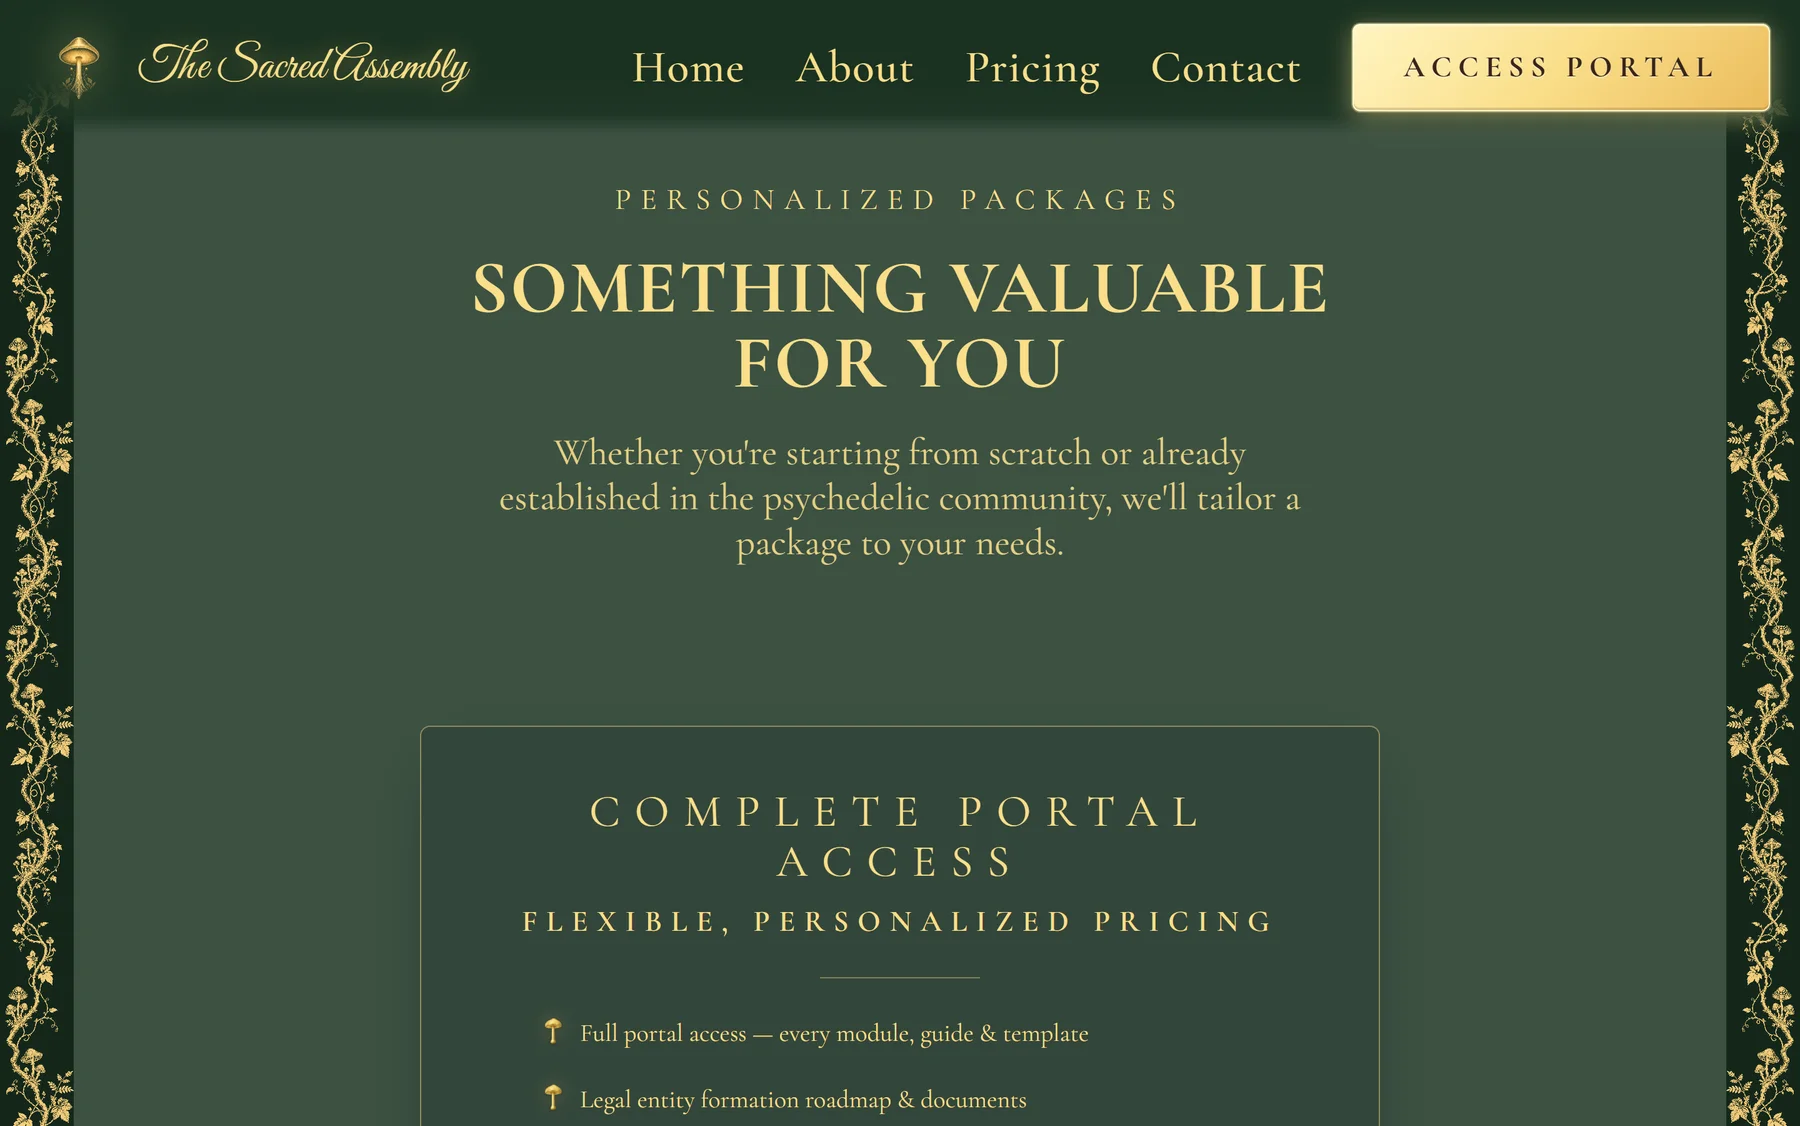 The Sacred Assembly
Home About Pricing Contact ACCESS PORTAL
PERSONALIZED PACKAGES
SOMETHING VALUABLE
FOR YOU
Whether you're starting from scratch or already
established in the psychedelic community, we'll tailor a
package to your needs.
COMPLETE PORTAL
ACCESS
FLEXIBLE, PERSONALIZED PRICING
Full portal access — every module, guide & template
Legal entity formation roadmap & documents